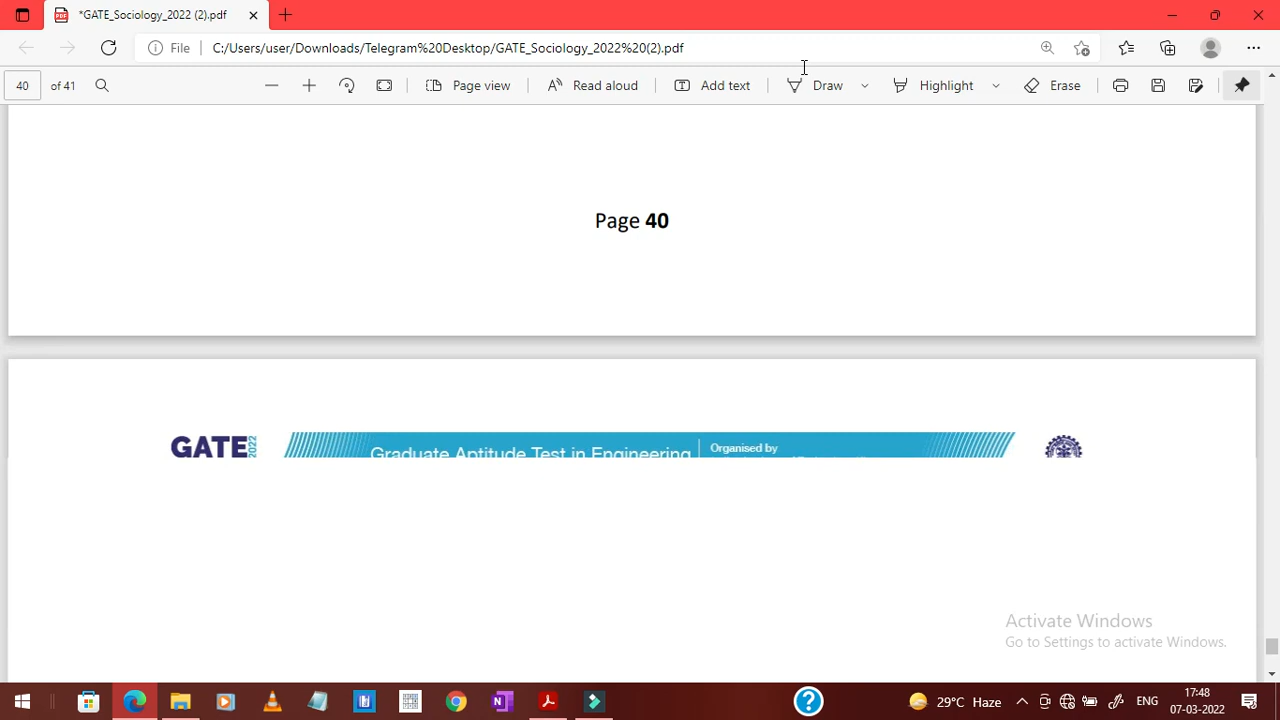 *GATE_Sociology_2022 (2).pdf
File
C:/Users/user/Downloads/Telegram%20Desktop/GATE_Sociology_2022%20(2).pdf
40 of 41
Page view
Read aloud
Add text
Draw
Highlight
Erase
Page 40
GATE 2022
Graduate Aptitude Test in Engineering
Organised by
Activate Windows
Go to Settings to activate Windows.
29°C Haze
ENG
17:48
07-03-2022